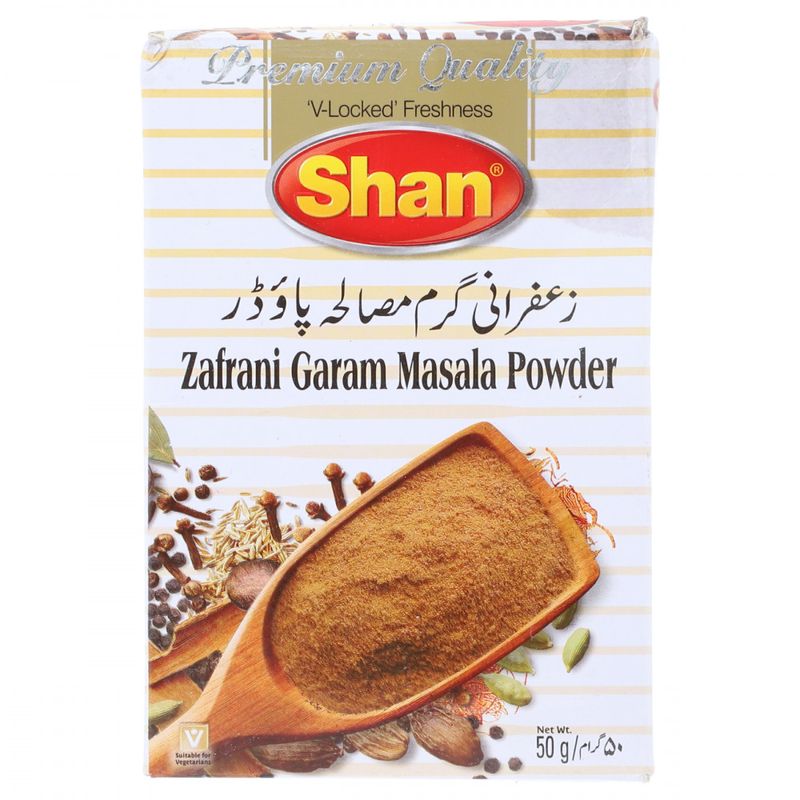 Premium Quality
'V-Locked' Freshness
Shan®
زعفرانی گرم مصالحہ پاؤڈر
Zafrani Garam Masala Powder
V
Suitable for
Vegetarians
Net Wt.
50 g/۵۰ گرام